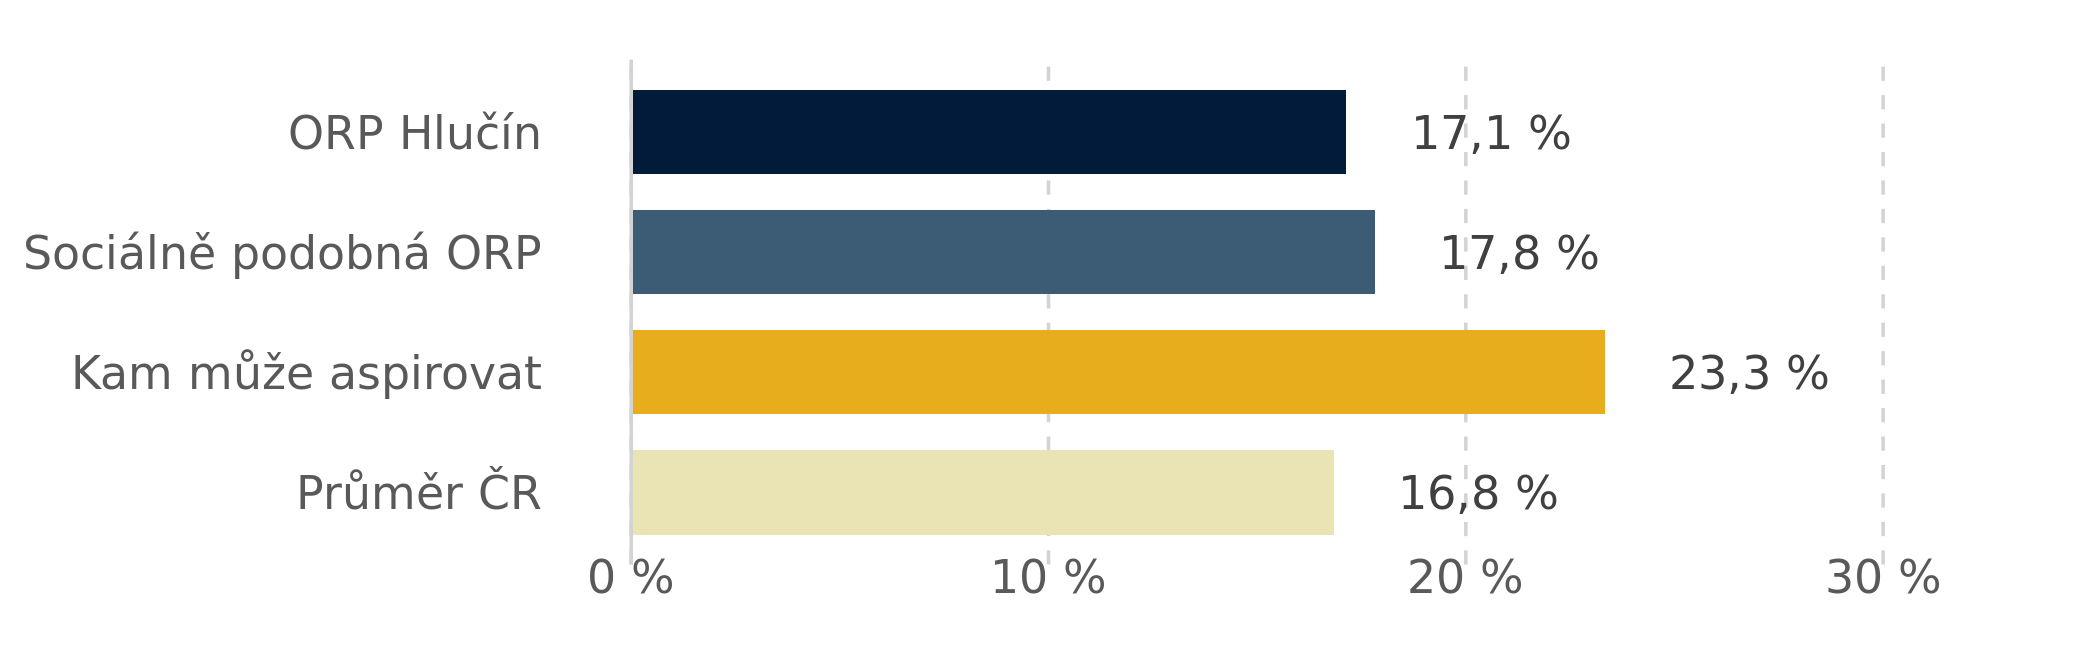 ORP Hlučín 17,1 %
Sociálně podobná ORP 17,8 %
Kam může aspirovat 23,3 %
Průměr ČR 16,8 %
0 % 10 % 20 % 30 %